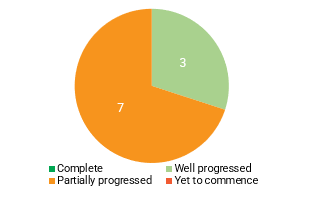 3
7
Complete Well progressed
Partially progressed Yet to commence